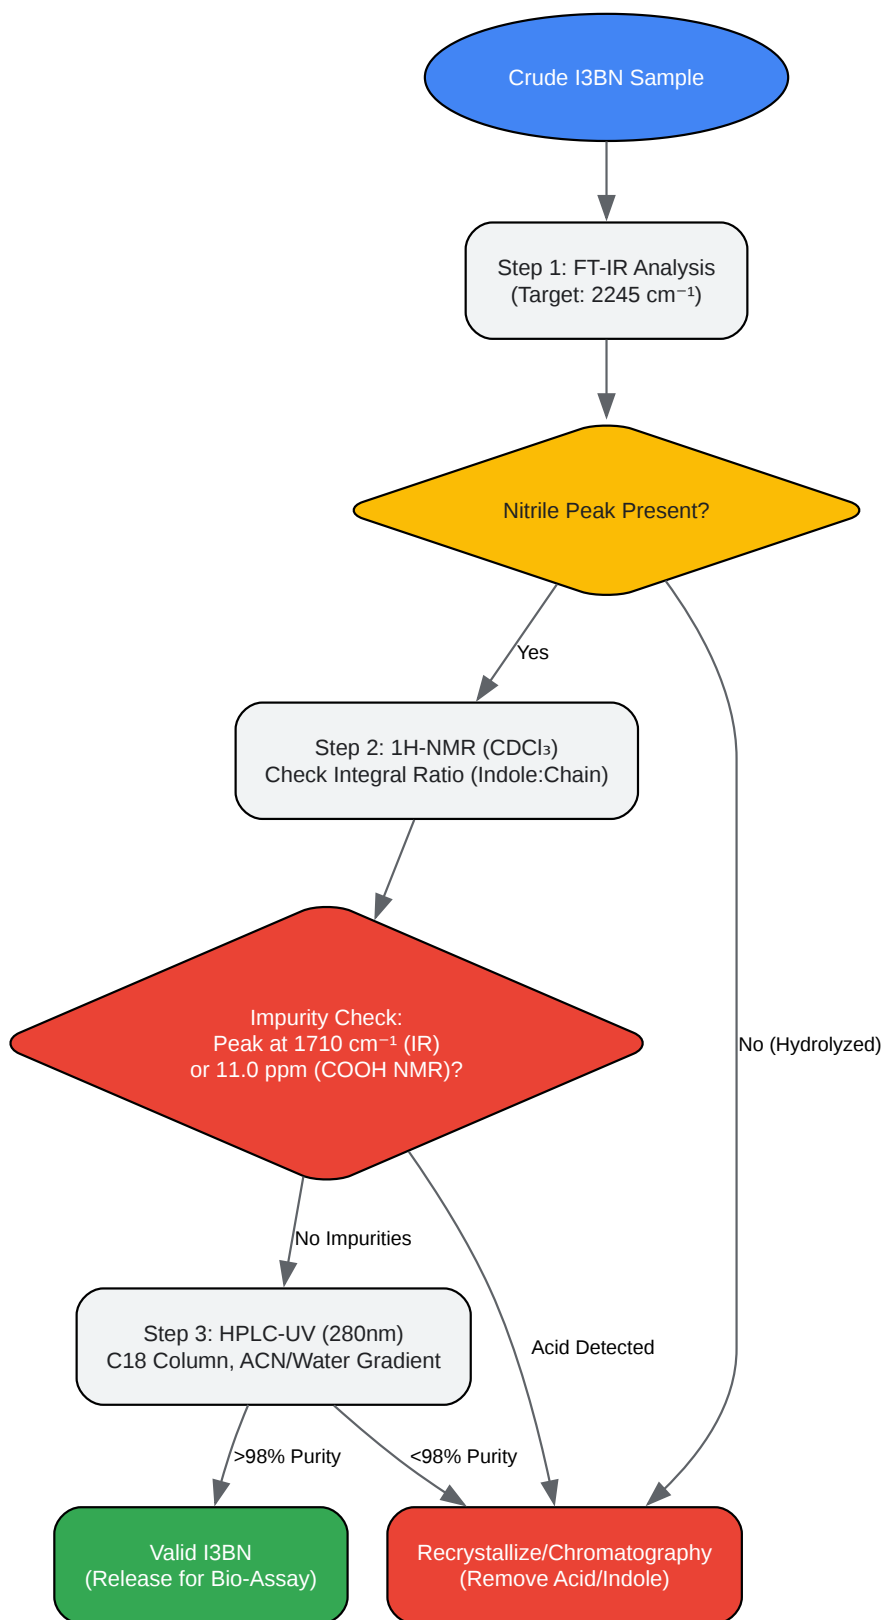 Crude I3BN Sample
Step 1: FT-IR Analysis
(Target: 2245 cm⁻¹)
Nitrile Peak Present?
Yes
Step 2: 1H-NMR (CDCl₃)
Check Integral Ratio (Indole:Chain)
Impurity Check:
Peak at 1710 cm⁻¹ (IR)
or 11.0 ppm (COOH NMR)?
No (Hydrolyzed)
No Impurities
Step 3: HPLC-UV (280nm)
C18 Column, ACN/Water Gradient
Acid Detected
>98% Purity
<98% Purity
Valid I3BN
(Release for Bio-Assay)
Recrystallize/Chromatography
(Remove Acid/Indole)